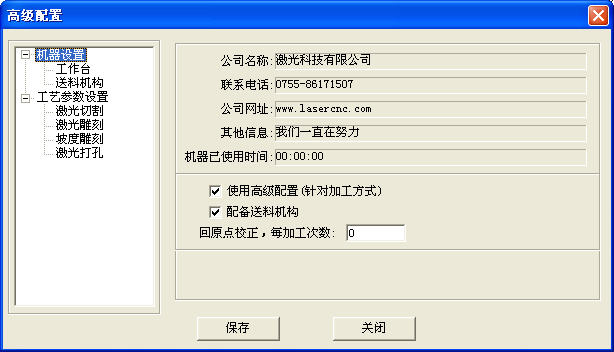 高级配置
机器设置
工作台
送料机构
工艺参数设置
激光切割
激光雕刻
坡度雕刻
激光打孔
公司名称:激光科技有限公司
联系电话:0755-86171507
公司网址:www.lasercnc.com
其他信息:我们一直在努力
机器已使用时间:00:00:00
使用高级配置(针对加工方式)
配备送料机构
回原点校正,每加工次数: 0
保存 关闭